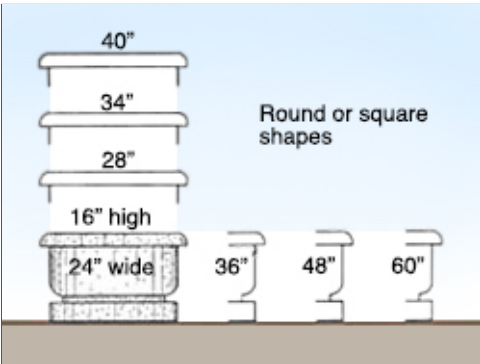 40”
34”
Round or square
shapes
28”
16” high
24” wide
36”
48”
60”